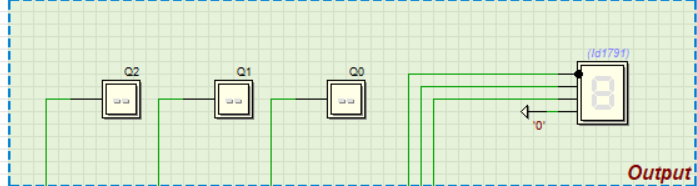 (Id1791)
Q2 Q1 Q0
-- -- --
"0"
Output